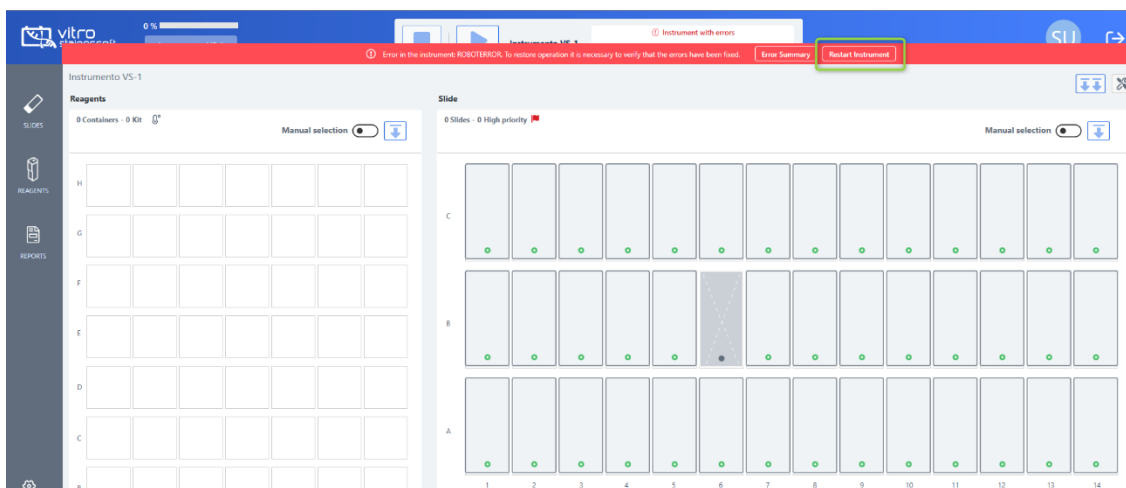 vitro
stainersoft
0 %
Instrumento VS-1
Instrument with errors
SU
Error in the instrument: ROBOTERROR. To restore operation it is necessary to verify that the errors have been fixed.
Error Summary
Restart Instrument
Instrumento VS-1
SLIDES
REAGENTS
REPORTS
Reagents
0 Containers - 0 Kit
Manual selection
H
G
F
E
D
C
Slide
0 Slides - 0 High priority
Manual selection
C
B
A
1 2 3 4 5 6 7 8 9 10 11 12 13 14